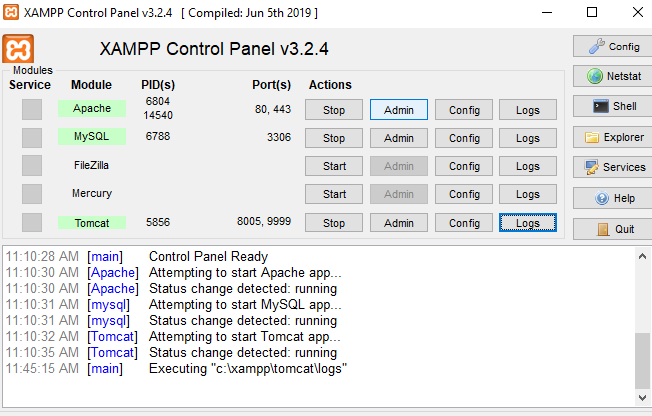 XAMPP Control Panel v3.2.4 [ Compiled: Jun 5th 2019 ]
XAMPP Control Panel v3.2.4
Config
Modules
Service Module PID(s) Port(s) Actions
Netstat
Apache 6804 14540 80, 443 Stop Admin Config Logs
Shell
MySQL 6788 3306 Stop Admin Config Logs
Explorer
FileZilla Start Admin Config Logs
Services
Mercury Start Admin Config Logs
Help
Tomcat 5856 8005, 9999 Stop Admin Config Logs
Quit
11:10:28 AM [main] Control Panel Ready
11:10:30 AM [Apache] Attempting to start Apache app...
11:10:30 AM [Apache] Status change detected: running
11:10:31 AM [mysql] Attempting to start MySQL app...
11:10:31 AM [mysql] Status change detected: running
11:10:32 AM [Tomcat] Attempting to start Tomcat app...
11:10:35 AM [Tomcat] Status change detected: running
11:45:15 AM [main] Executing "c:\xampp\tomcat\logs"